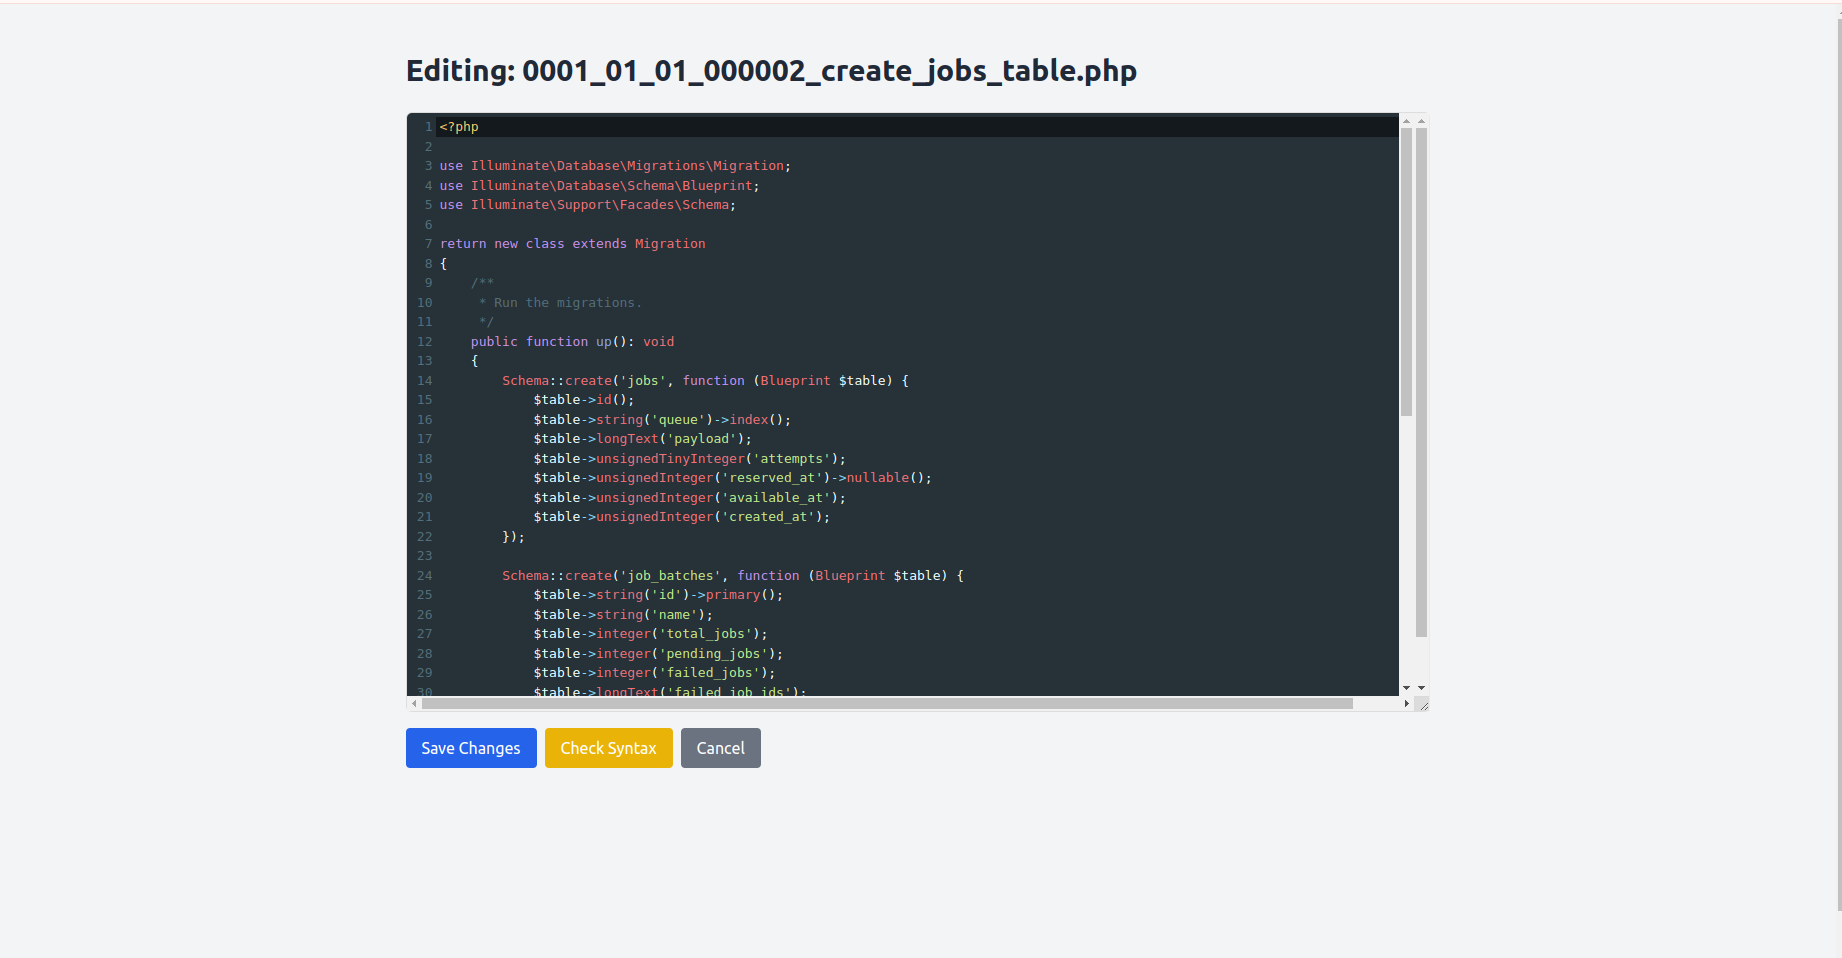 Editing: 0001_01_01_000002_create_jobs_table.php
1 <?php
2
3 use Illuminate\Database\Migrations\Migration;
4 use Illuminate\Database\Schema\Blueprint;
5 use Illuminate\Support\Facades\Schema;
6
7 return new class extends Migration
8 {
9     /**
10      * Run the migrations.
11      */
12     public function up(): void
13     {
14         Schema::create('jobs', function (Blueprint $table) {
15             $table->id();
16             $table->string('queue')->index();
17             $table->longText('payload');
18             $table->unsignedTinyInteger('attempts');
19             $table->unsignedInteger('reserved_at')->nullable();
20             $table->unsignedInteger('available_at');
21             $table->unsignedInteger('created_at');
22         });
23
24         Schema::create('job_batches', function (Blueprint $table) {
25             $table->string('id')->primary();
26             $table->string('name');
27             $table->integer('total_jobs');
28             $table->integer('pending_jobs');
29             $table->integer('failed_jobs');
30             $table->longText('failed_job_ids');
Save Changes Check Syntax Cancel